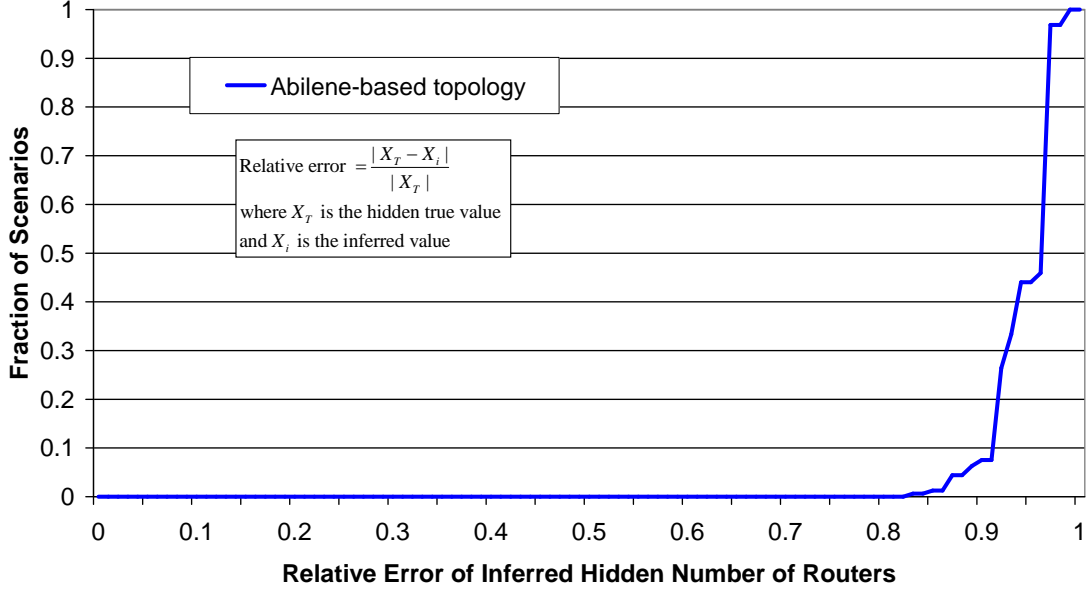 1
0.9
0.8
0.7
0.6
0.5
0.4
0.3
0.2
0.1
0
Fraction of Scenarios
Abilene-based topology
Relative error = | X_T − X_i | / | X_T |
where X_T is the hidden true value
and X_i is the inferred value
0 0.1 0.2 0.3 0.4 0.5 0.6 0.7 0.8 0.9 1
Relative Error of Inferred Hidden Number of Routers